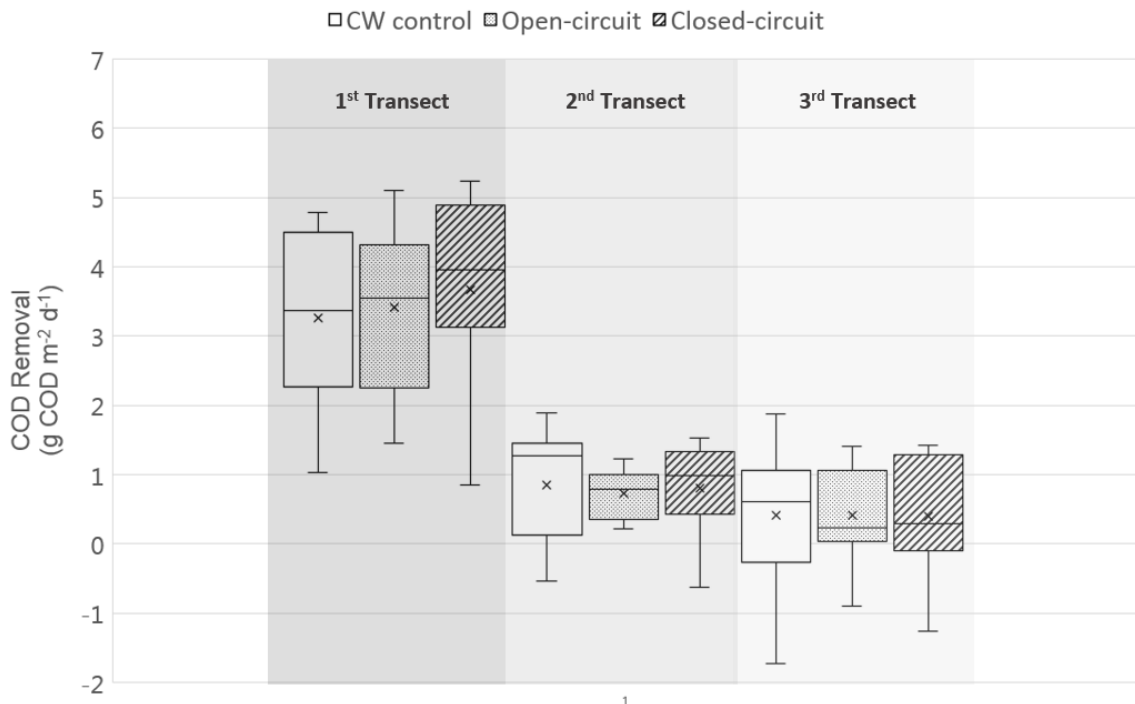 CW control Open-circuit Closed-circuit
7
1st Transect 2nd Transect 3rd Transect
6
5
4
3
2
1
0
-1
-2
COD Removal
(g COD m-2 d-1)
1